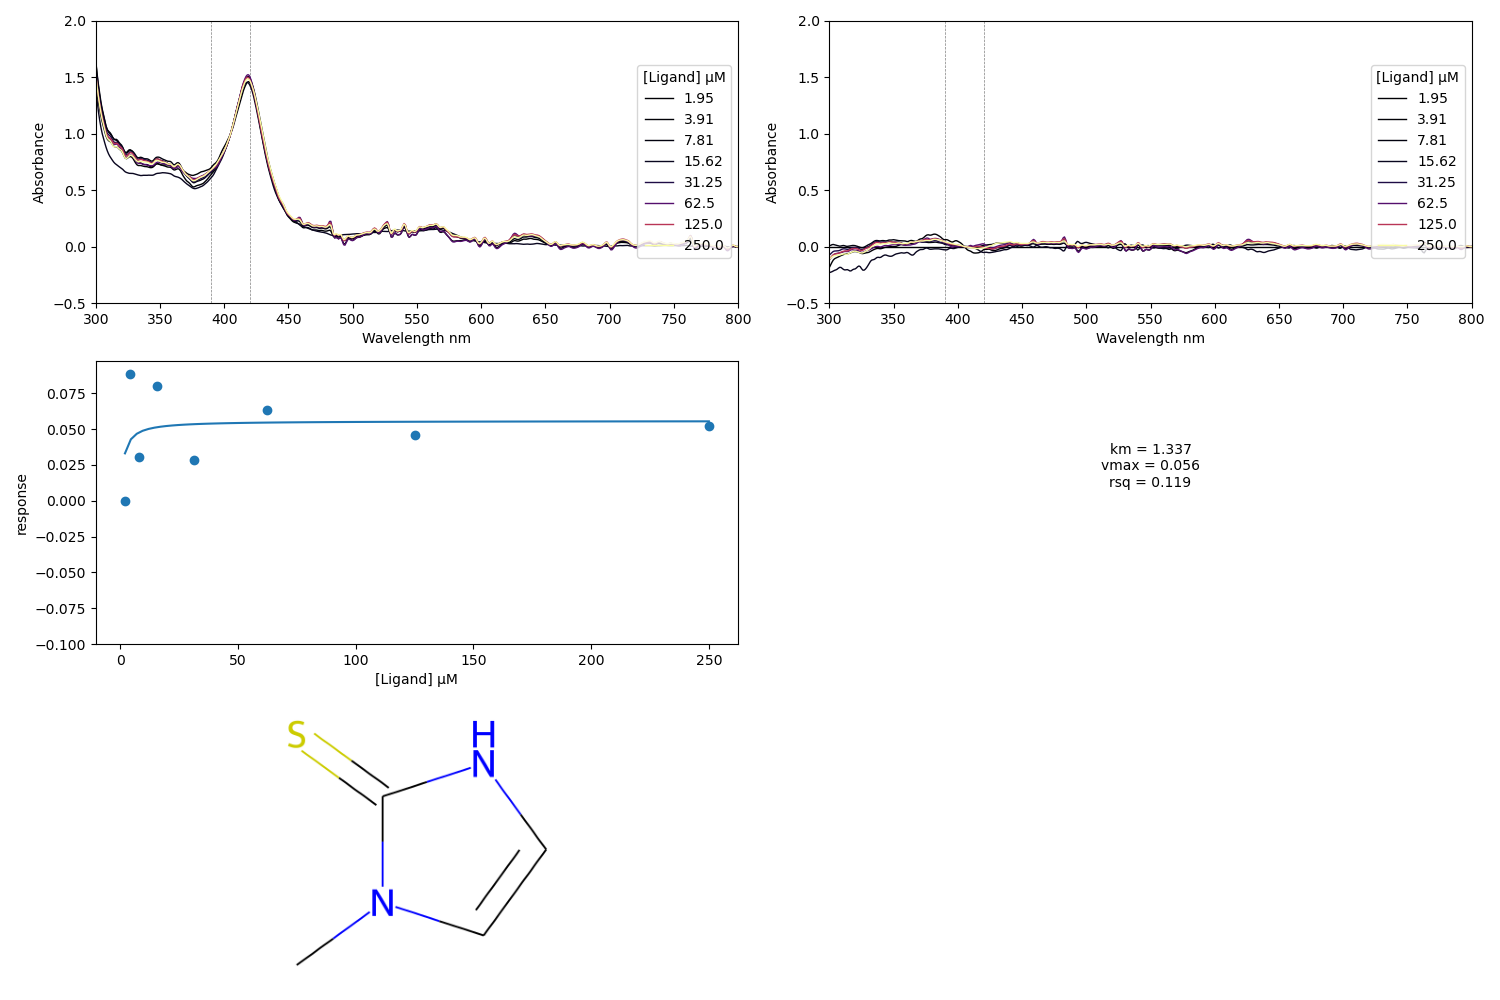 2.0
1.5
1.0
0.5
0.0
−0.5
Absorbance
300 350 400 450 500 550 600 650 700 750 800
Wavelength nm
[Ligand] μM
1.95
3.91
7.81
15.62
31.25
62.5
125.0
250.0
2.0
1.5
1.0
0.5
0.0
−0.5
Absorbance
300 350 400 450 500 550 600 650 700 750 800
Wavelength nm
[Ligand] μM
1.95
3.91
7.81
15.62
31.25
62.5
125.0
250.0
0.075
0.050
0.025
0.000
−0.025
−0.050
−0.075
−0.100
response
0 50 100 150 200 250
[Ligand] μM
km = 1.337
vmax = 0.056
rsq = 0.119
S
H
N
N